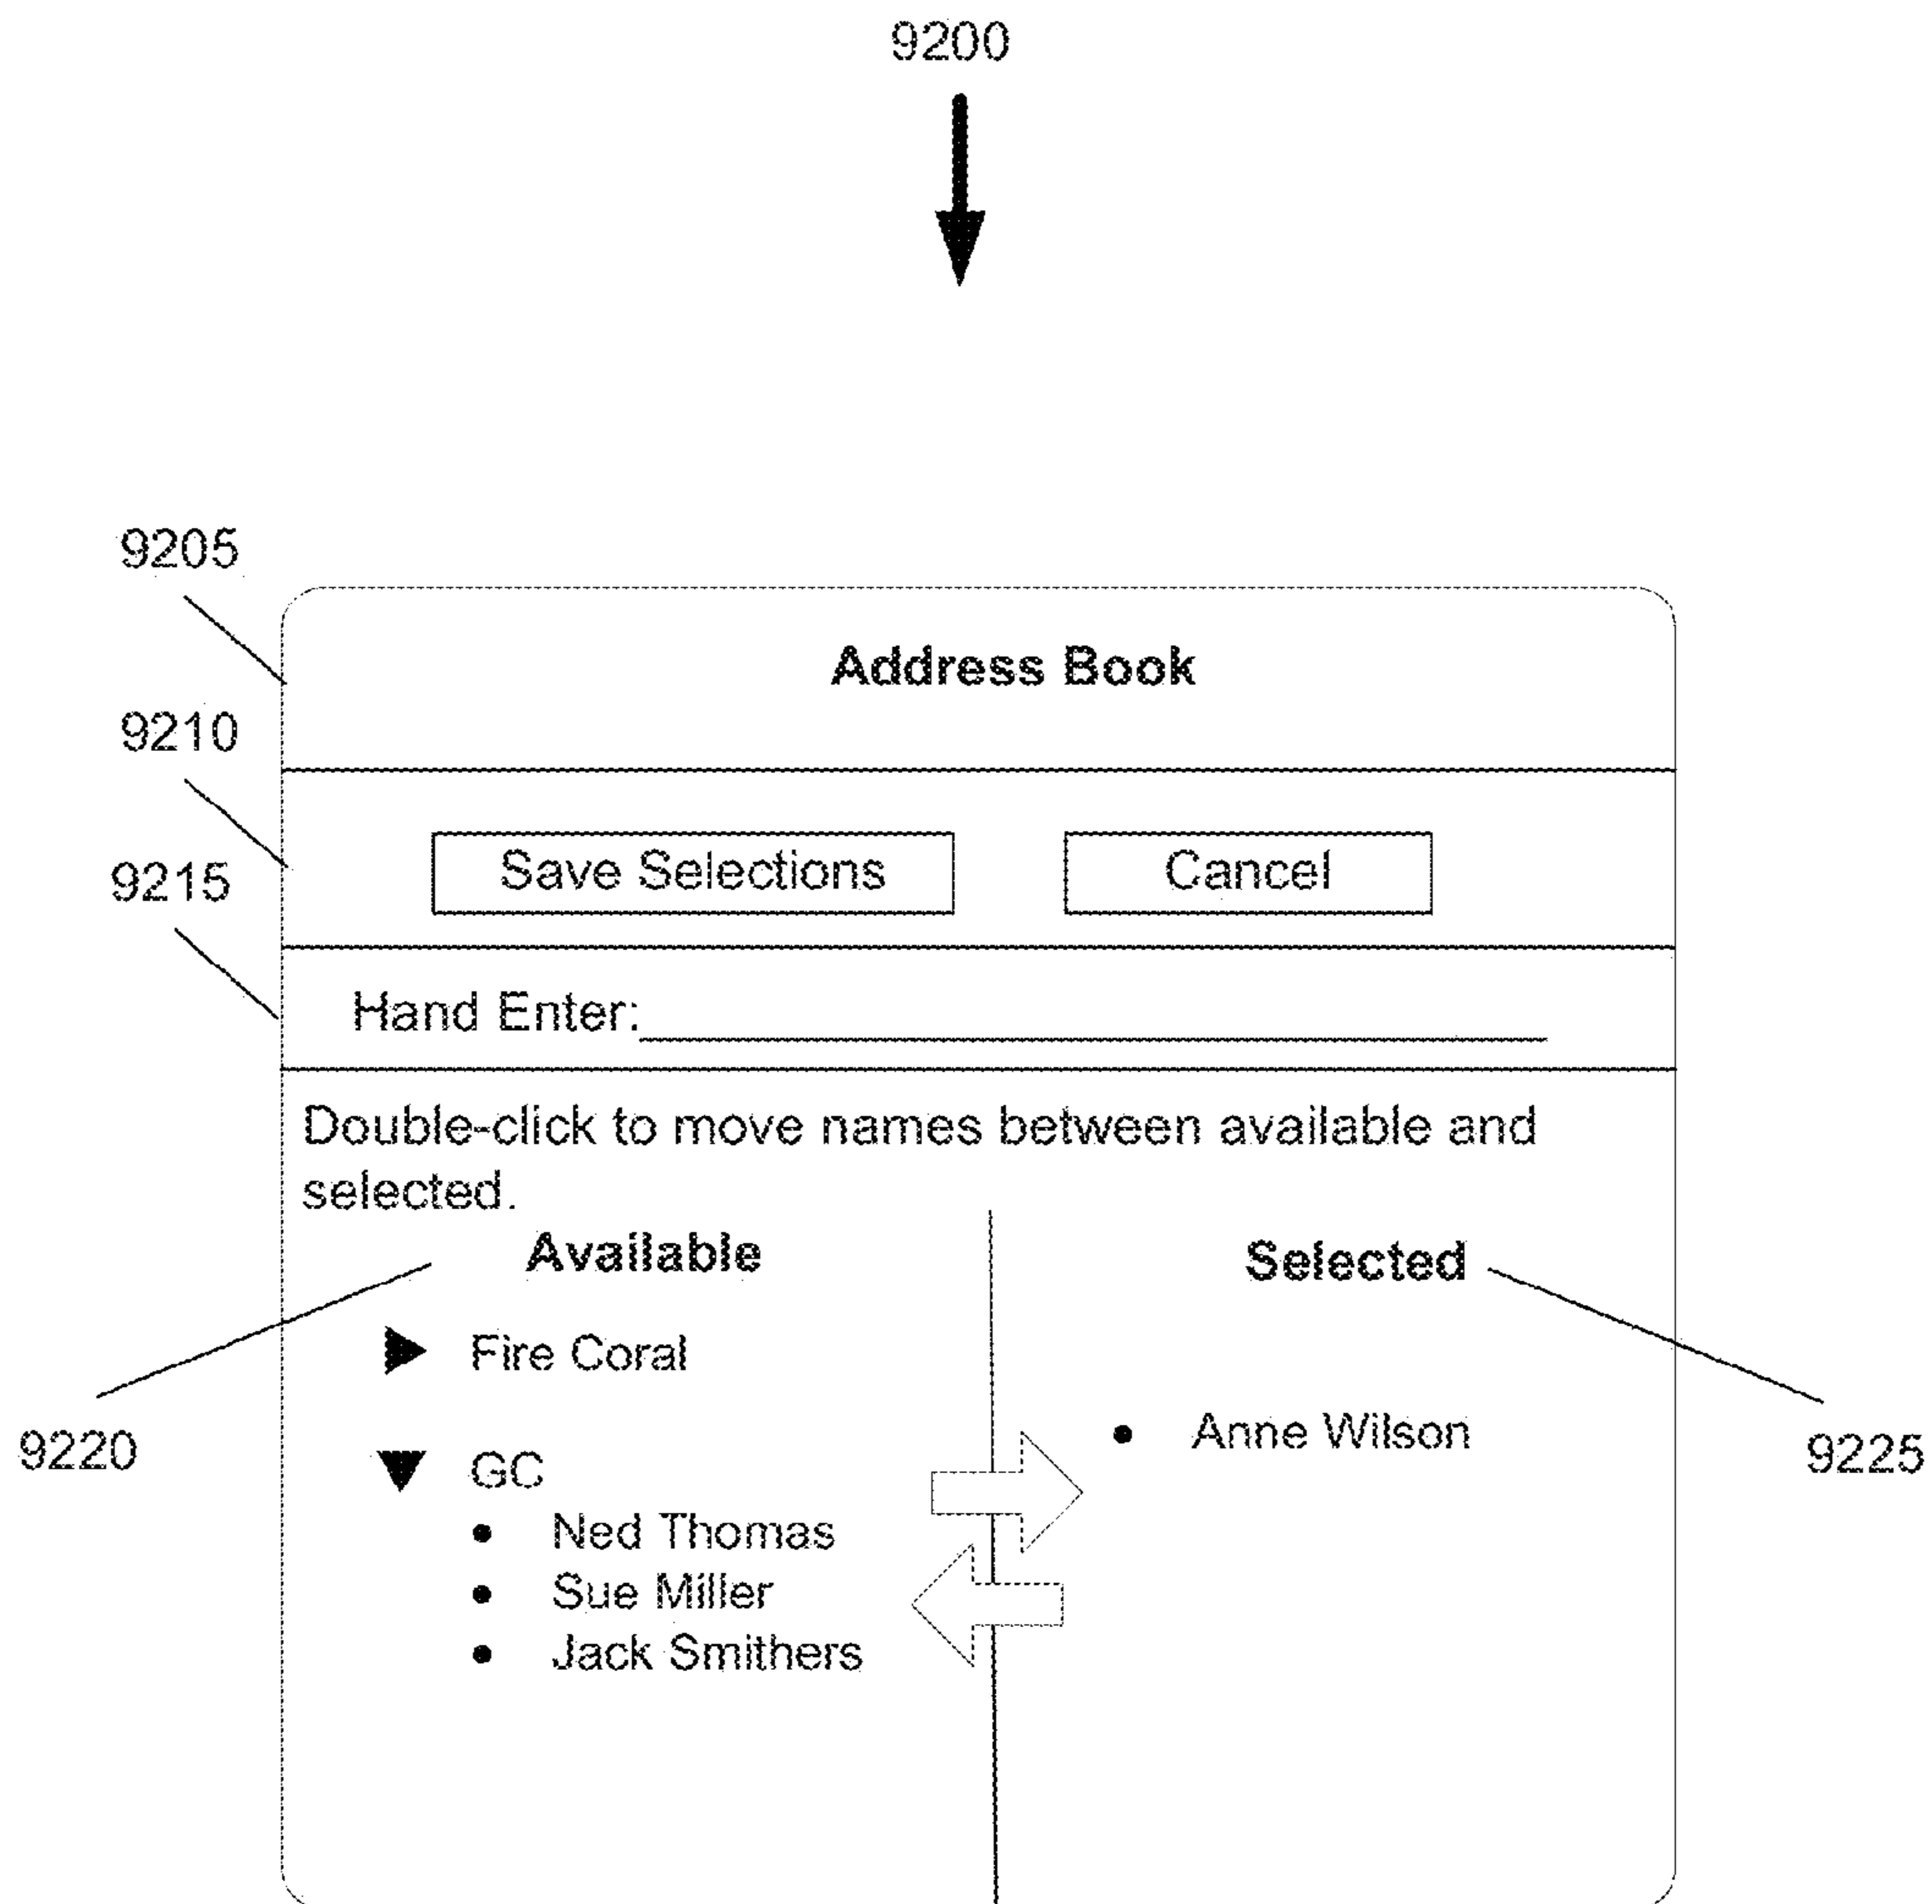 9200
9205
Address Book
9210
Save Selections Cancel
9215
Hand Enter:
Double-click to move names between available and
selected.
Available Selected
Fire Coral
9220
GC
• Anne Wilson
9225
• Ned Thomas
• Sue Miller
• Jack Smithers